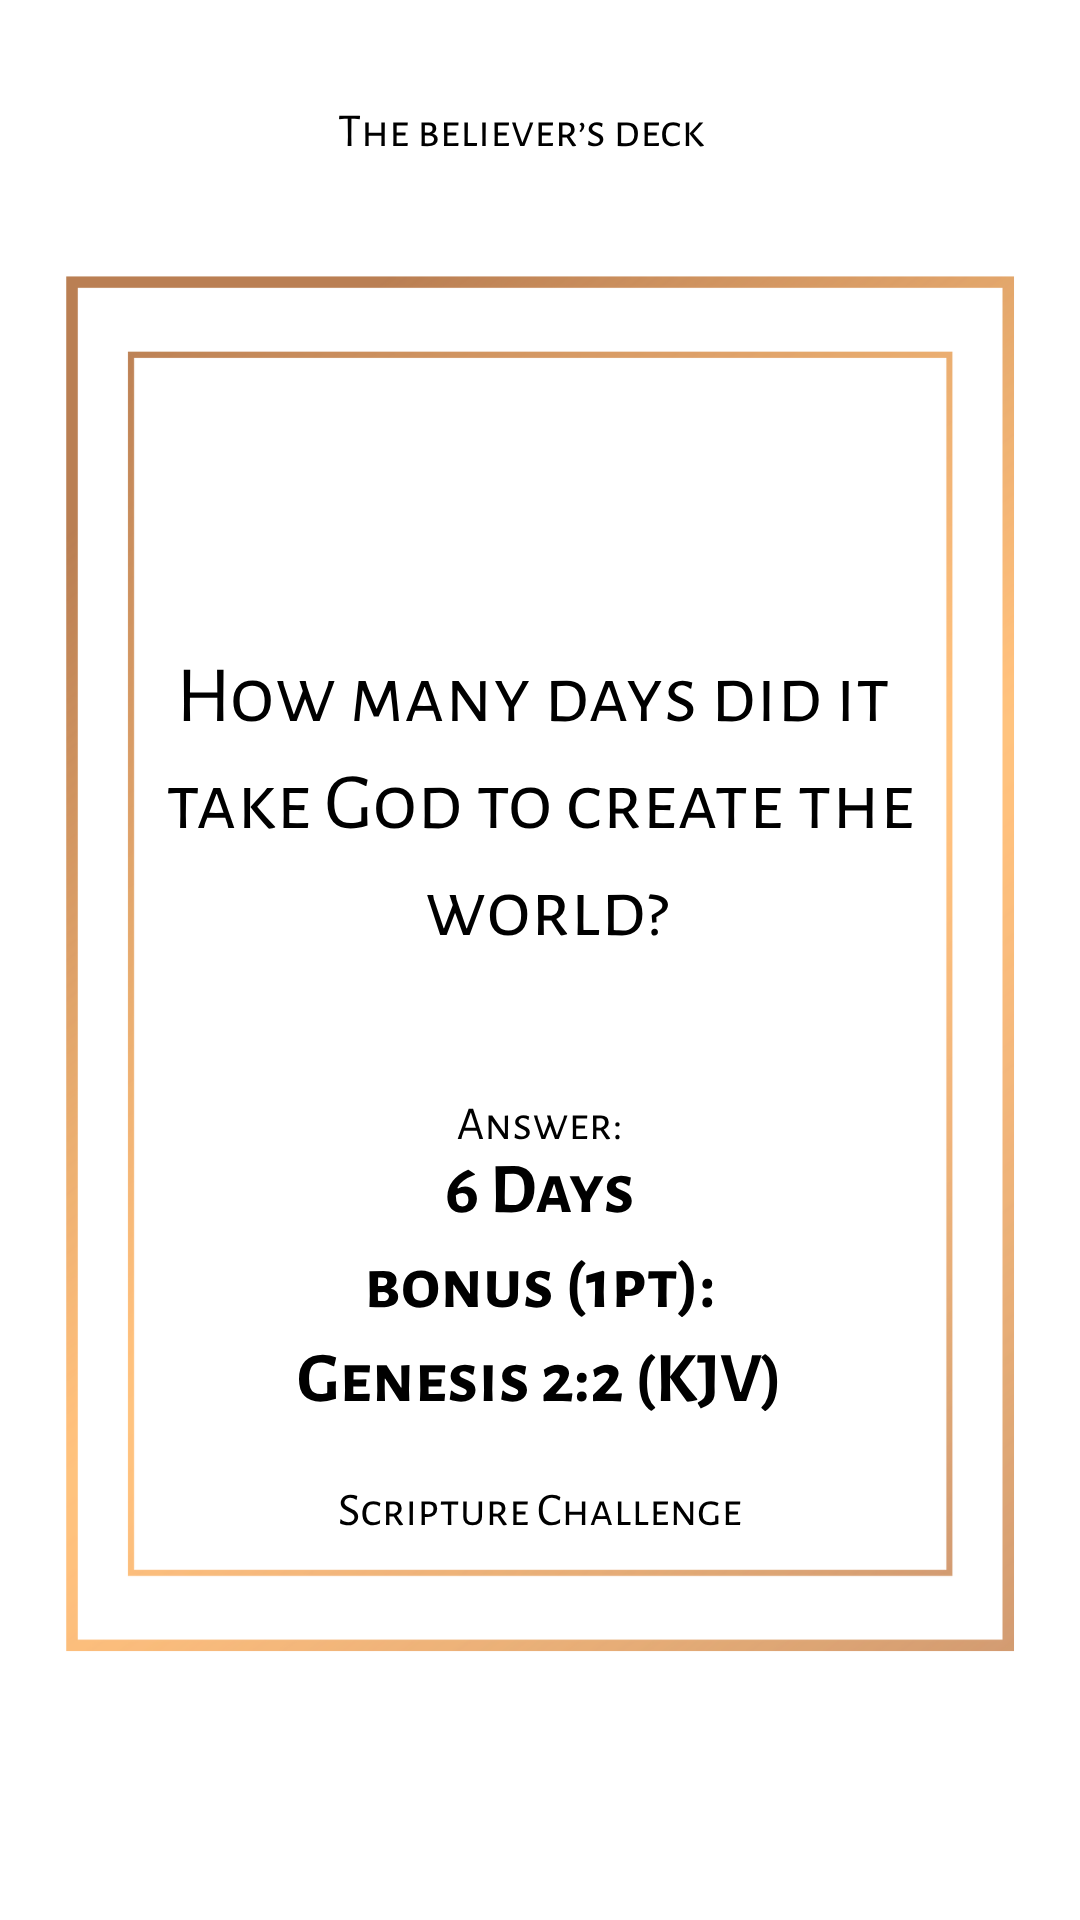 The believer's deck
How many days did it
take God to create the
world?
Answer:
6 Days
bonus (1pt):
Genesis 2:2 (KJV)
Scripture Challenge